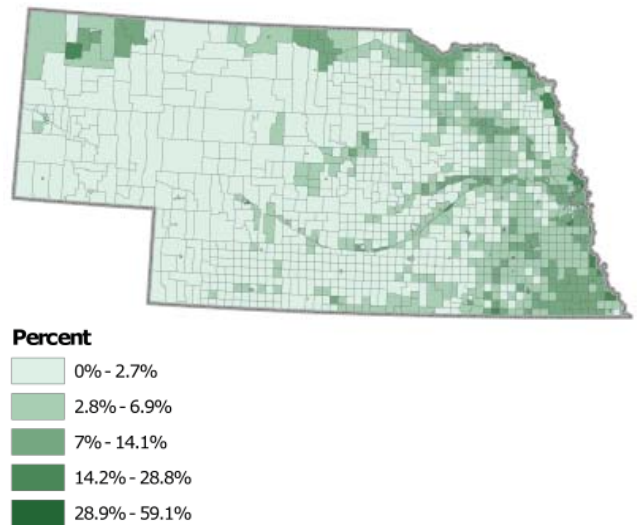 Percent
0% - 2.7%
2.8% - 6.9%
7% - 14.1%
14.2% - 28.8%
28.9% - 59.1%